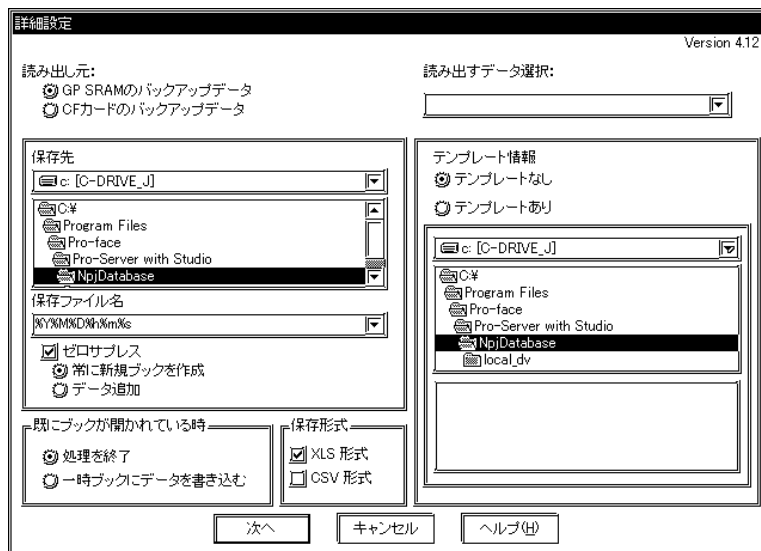 詳細設定
Version 4.12
読み出し元:
GP SRAMのバックアップデータ
CFカードのバックアップデータ
読み出すデータ選択:
保存先
c: [C-DRIVE_J]
C:¥
Program Files
Pro-face
Pro-Server with Studio
NpjDatabase
保存ファイル名
%Y%M%D%h%m%s
ゼロサプレス
常に新規ブックを作成
データ追加
既にブックが開かれている時
処理を終了
一時ブックにデータを書き込む
保存形式
XLS 形式
CSV 形式
テンプレート情報
テンプレートなし
テンプレートあり
c: [C-DRIVE_J]
C:¥
Program Files
Pro-face
Pro-Server with Studio
NpjDatabase
local_dv
次へ
キャンセル
ヘルプ(H)